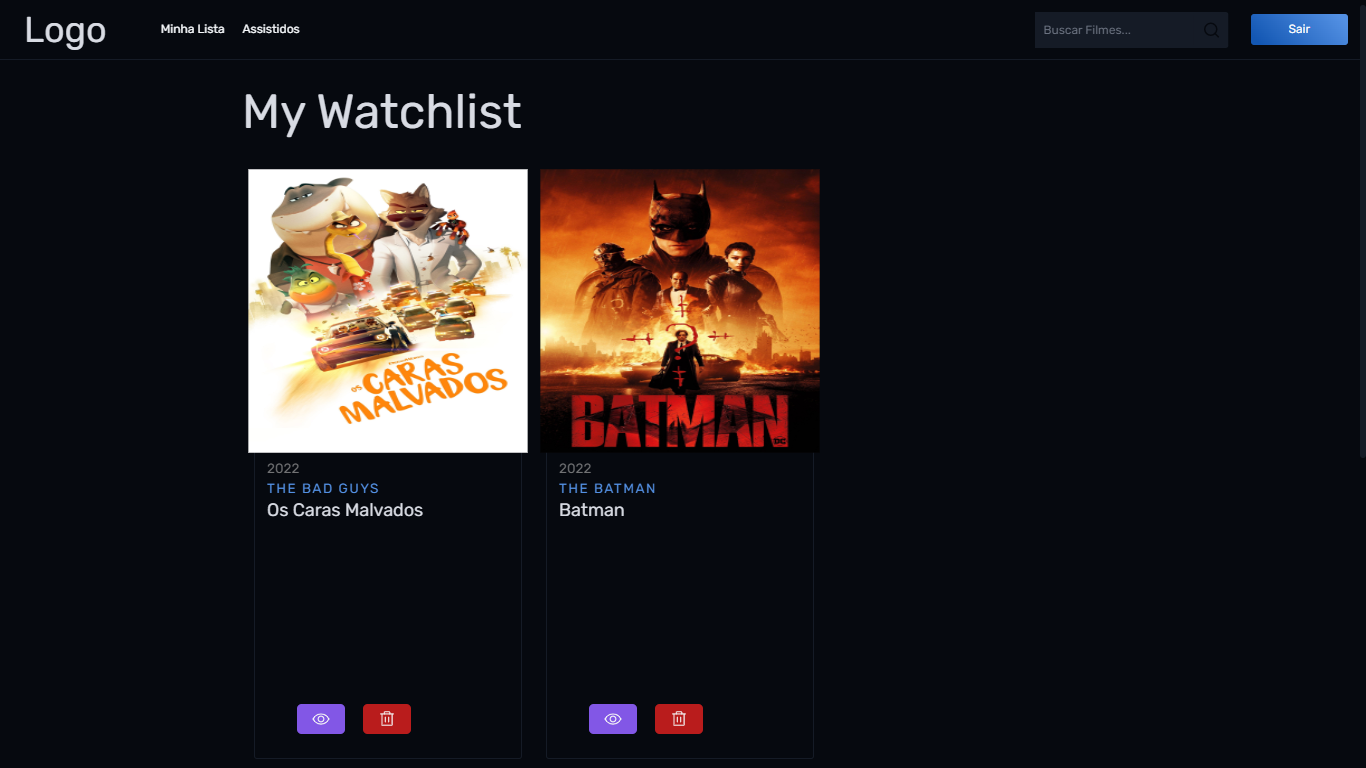 Logo
Minha Lista
Assistidos
Buscar Filmes...
Sair
My Watchlist
OS CARAS
MALVADOS
BATMAN
DC
2022
THE BAD GUYS
Os Caras Malvados
2022
THE BATMAN
Batman